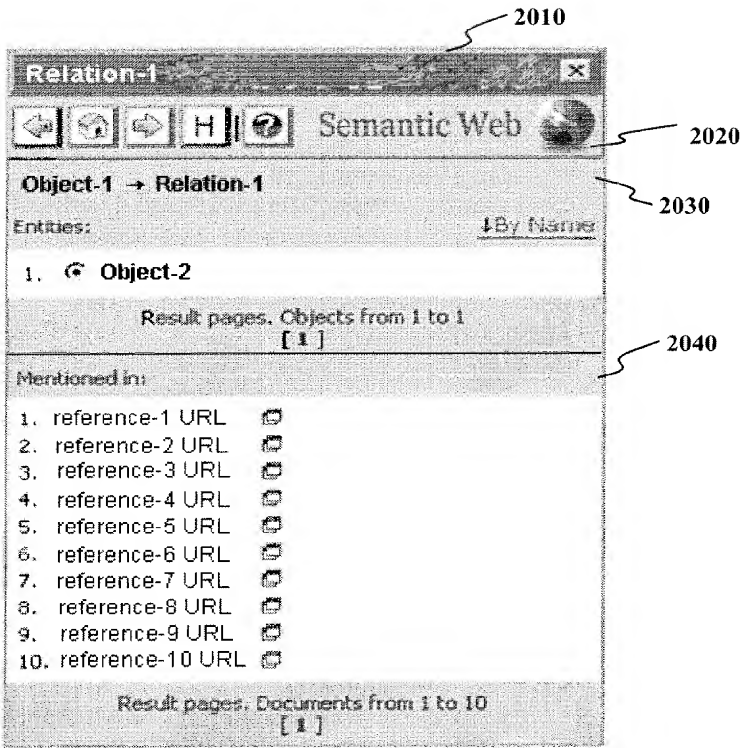 2010
Relation-1
H ? Semantic Web
2020
Object-1 → Relation-1
2030
Entities: ↓By Name
1. Object-2
Result pages. Objects from 1 to 1
[ 1 ]
2040
Mentioned in:
1. reference-1 URL
2. reference-2 URL
3. reference-3 URL
4. reference-4 URL
5. reference-5 URL
6. reference-6 URL
7. reference-7 URL
8. reference-8 URL
9. reference-9 URL
10. reference-10 URL
Result pages. Documents from 1 to 10
[ 1 ]